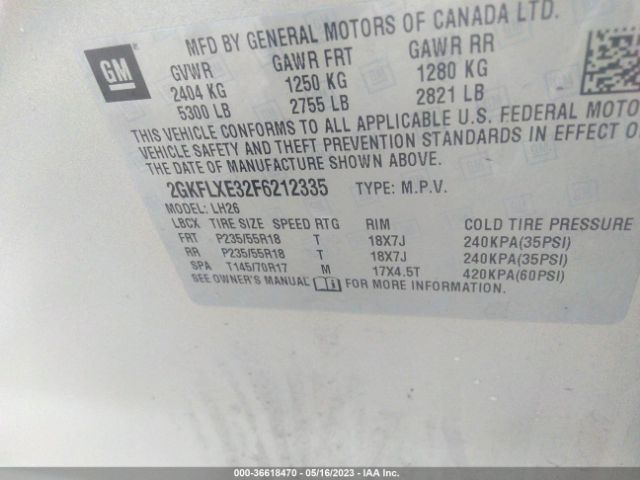 MFD BY GENERAL MOTORS OF CANADA LTD.
GM
GVWR GAWR FRT GAWR RR
2404 KG 1250 KG 1280 KG
5300 LB 2755 LB 2821 LB
THIS VEHICLE CONFORMS TO ALL APPLICABLE U.S. FEDERAL MOTO
VEHICLE SAFETY AND THEFT PREVENTION STANDARDS IN EFFECT O
THE DATE OF MANUFACTURE SHOWN ABOVE.
2GKFLXE32F6212335 TYPE: M.P.V.
MODEL: LH26
LBCX TIRE SIZE SPEED RTG RIM COLD TIRE PRESSURE
FRT P235/55R18 T 18X7J 240KPA(35PSI)
RR P235/55R18 T 18X7J 240KPA(35PSI)
SPA T145/70R17 M 17X4.5T 420KPA(60PSI)
SEE OWNER'S MANUAL FOR MORE INFORMATION.
000-36618470 - 05/16/2023 - IAA Inc.